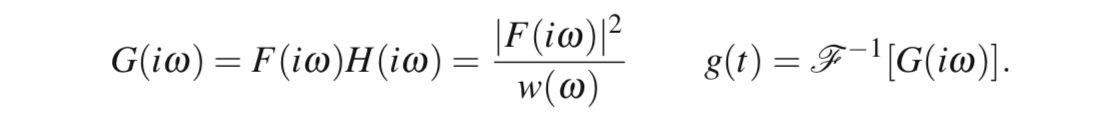 G(iω) = F(iω)H(iω) = |F(iω)|² / w(ω)    g(t) = ℱ⁻¹[G(iω)].